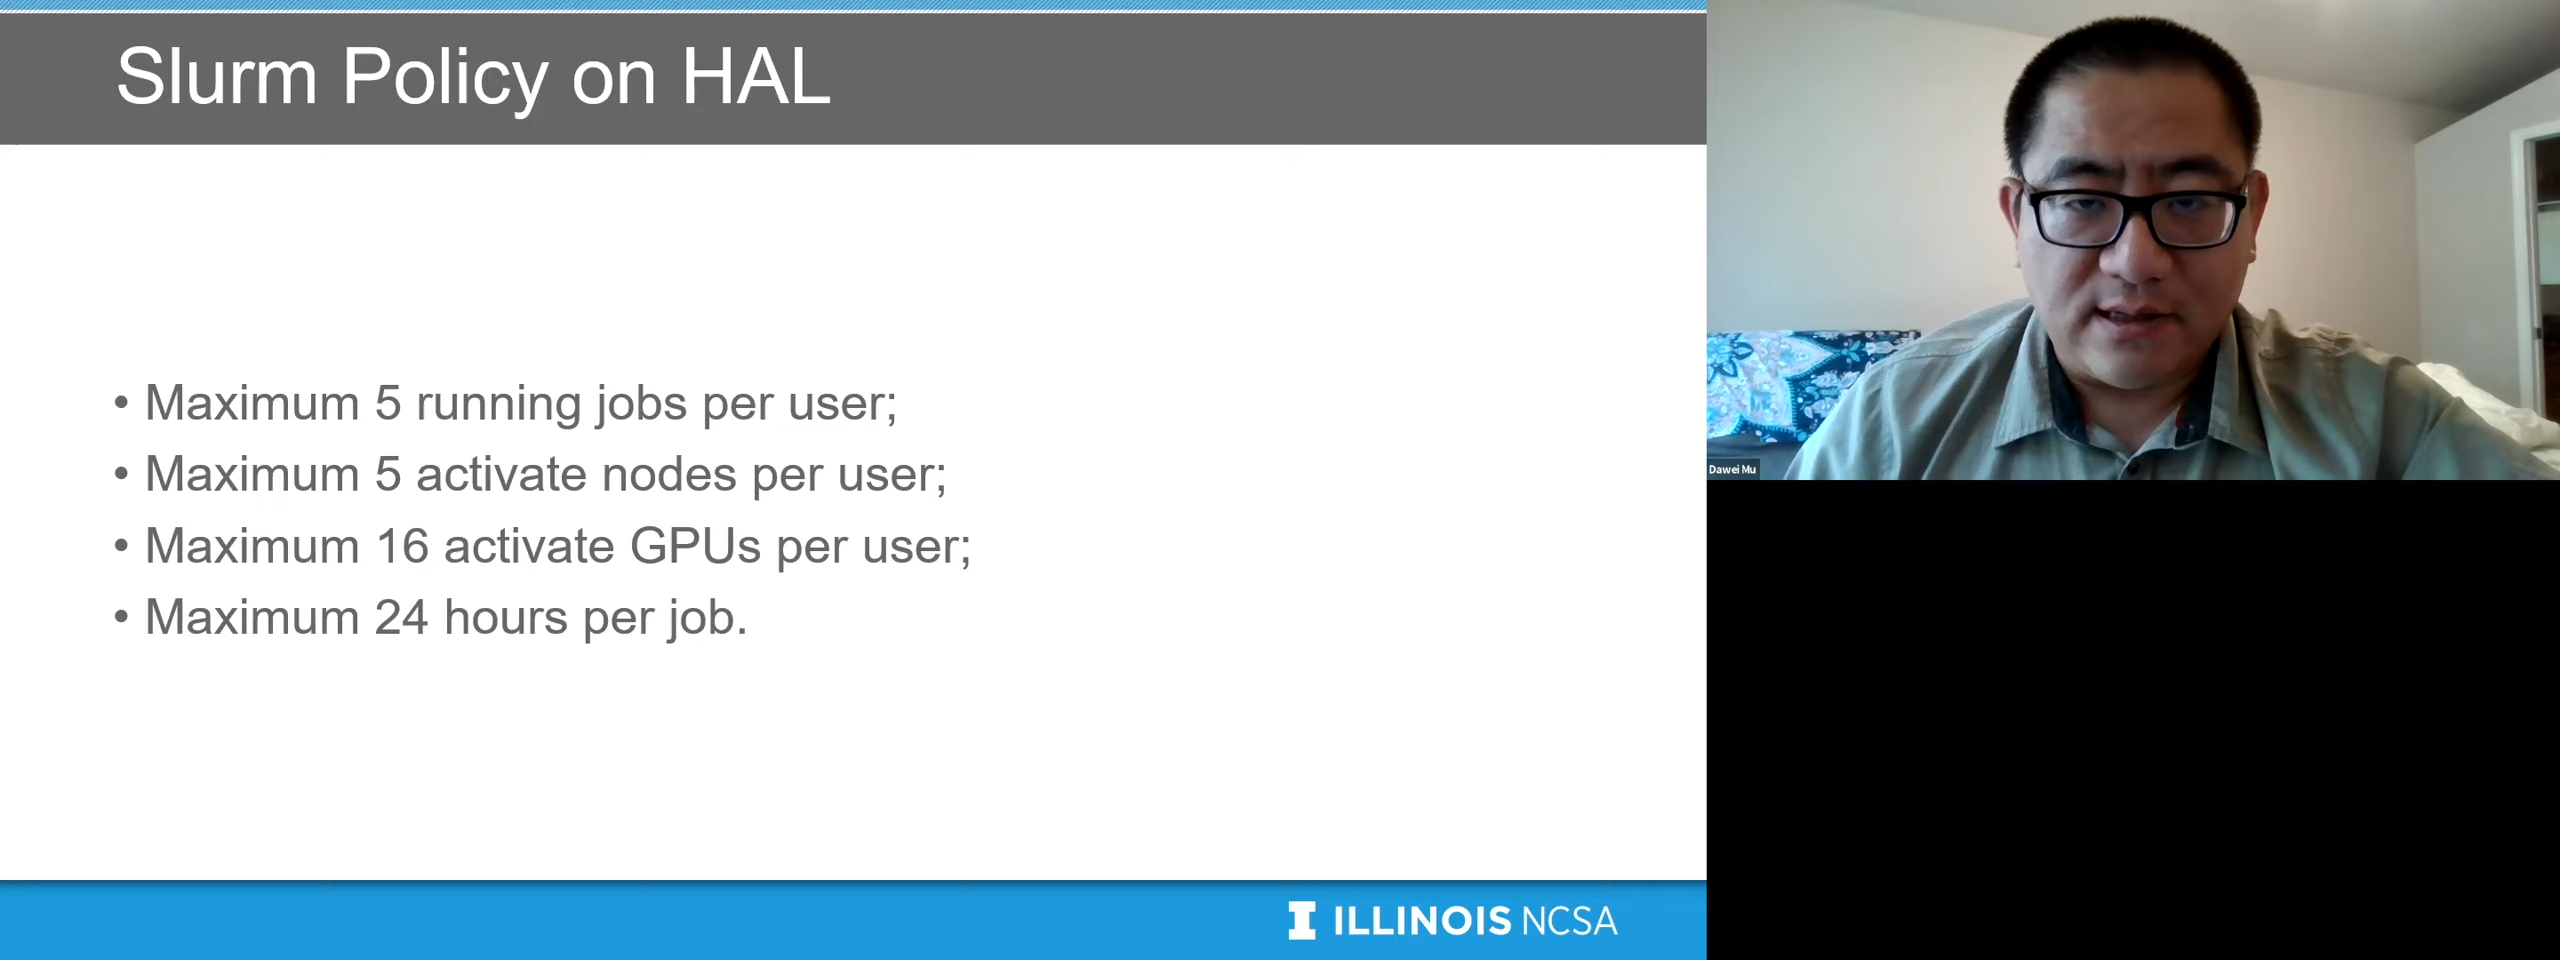 Slurm Policy on HAL
• Maximum 5 running jobs per user;
• Maximum 5 activate nodes per user;
• Maximum 16 activate GPUs per user;
• Maximum 24 hours per job.
ILLINOIS NCSA
Dawei Mu